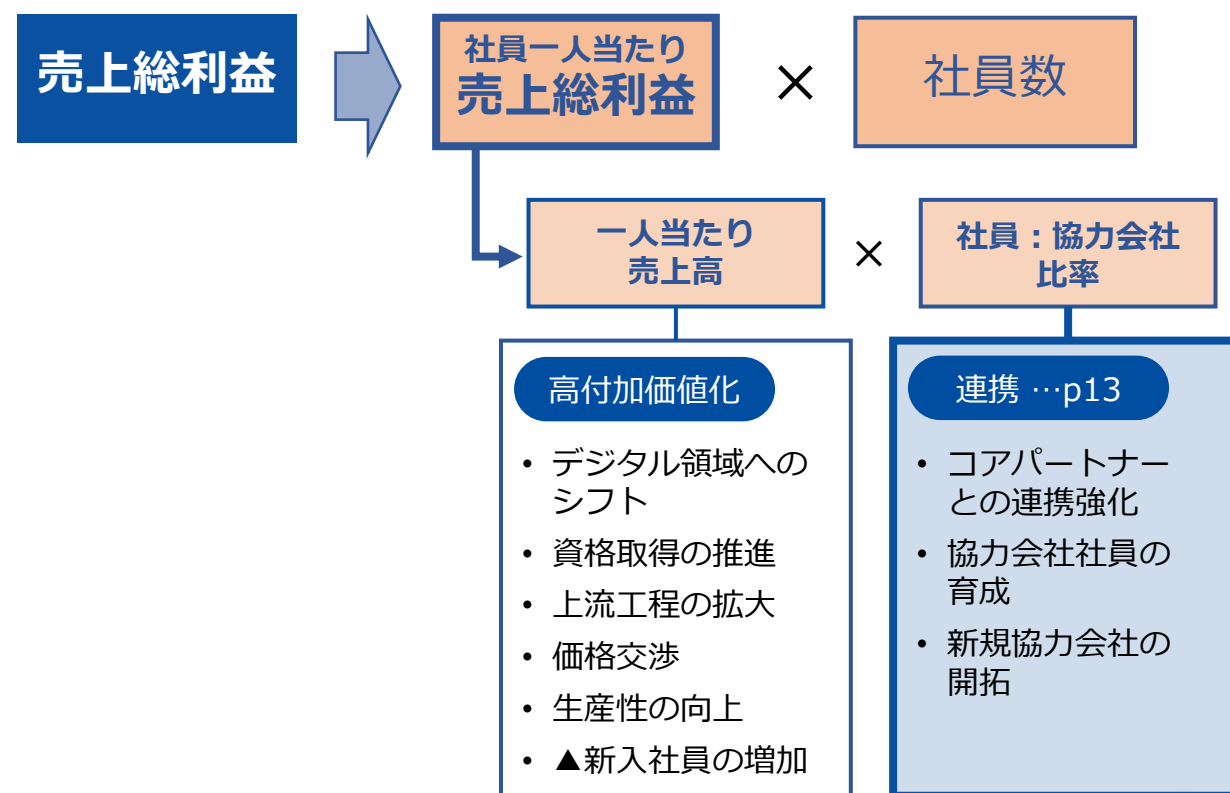 売上総利益
社員一人当たり
売上総利益
×
社員数
一人当たり
売上高
×
社員：協力会社
比率
高付加価値化
• デジタル領域への
シフト
• 資格取得の推進
• 上流工程の拡大
• 価格交渉
• 生産性の向上
• ▲新入社員の増加
連携 …p13
• コアパートナー
との連携強化
• 協力会社社員の
育成
• 新規協力会社の
開拓